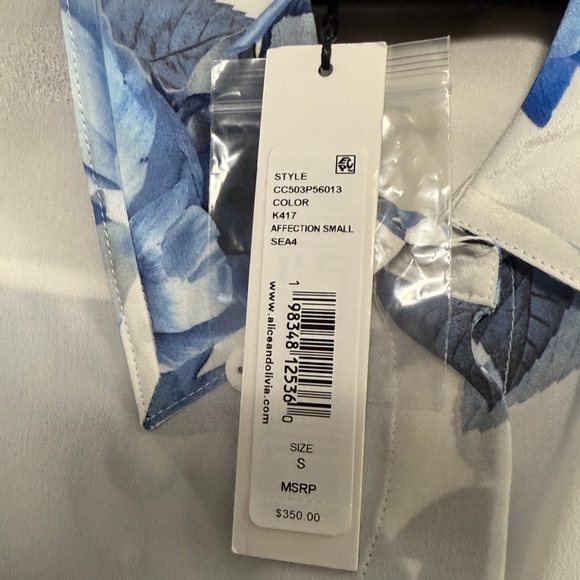 STYLE
CC503P56013
COLOR
K417
AFFECTION SMALL
SEA4
www.aliceandolivia.com
1 98348 12536 0
SIZE
S
MSRP
$350.00